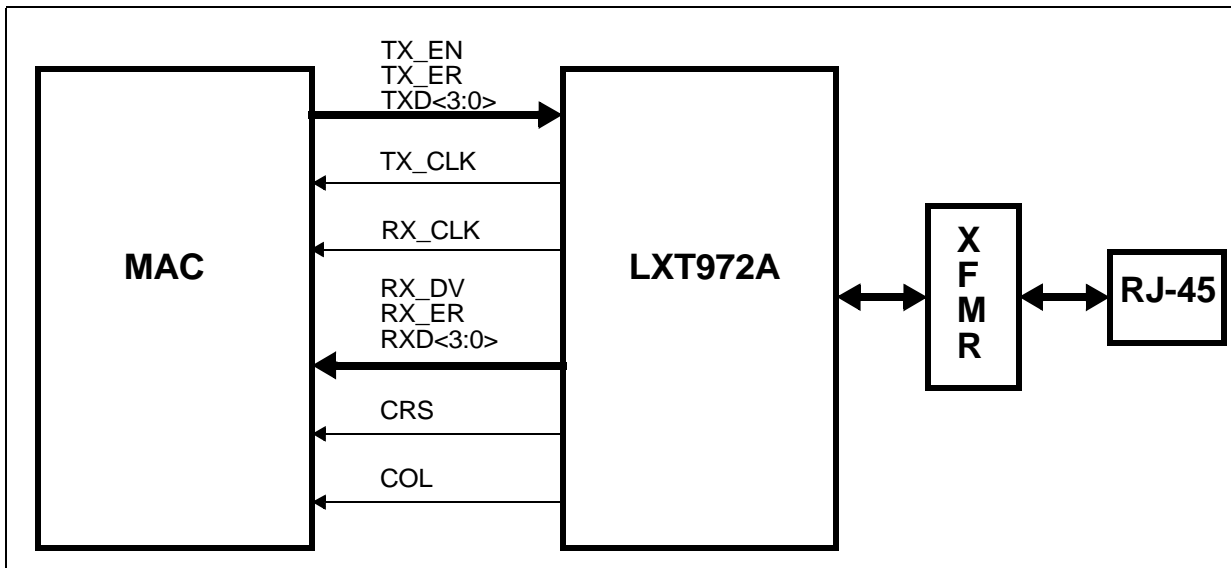 TX_EN
TX_ER
TXD<3:0>
TX_CLK
RX_CLK
MAC
LXT972A
RX_DV
RX_ER
RXD<3:0>
CRS
COL
X
F
M
R
RJ-45